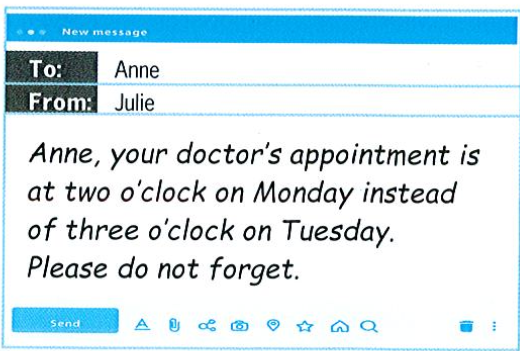 New message
To: Anne
From: Julie
Anne, your doctor's appointment is
at two o'clock on Monday instead
of three o'clock on Tuesday.
Please do not forget.
Send